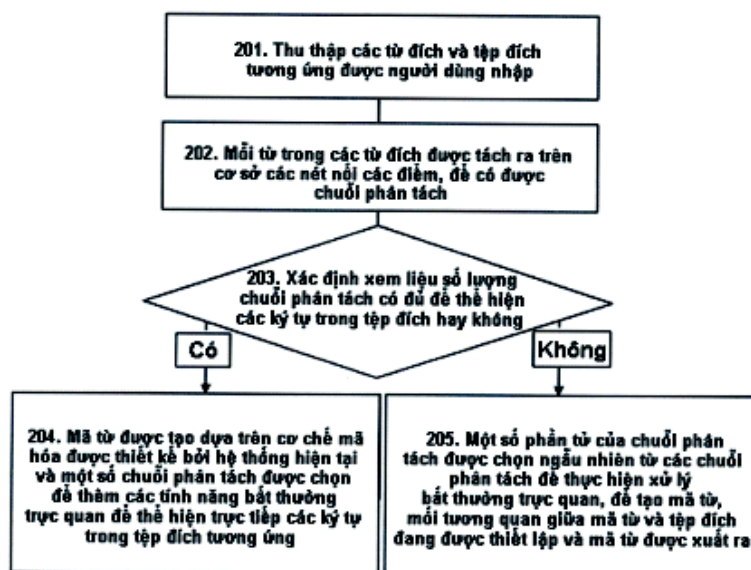 201. Thu thập các từ đích và tệp đích
tương ứng được người dùng nhập
202. Mỗi từ trong các từ đích được tách ra trên
cơ sở các nét nối các điểm, để có được
chuỗi phân tách
203. Xác định xem liệu số lượng
chuỗi phân tách có đủ để thể hiện
các ký tự trong tệp đích hay không
Có
Không
204. Mã từ được tạo dựa trên cơ chế mã
hóa được thiết kế bởi hệ thống hiện tại
và một số chuỗi phân tách được chọn
để thêm các tính năng bất thường
trực quan để thể hiện trực tiếp các ký tự
trong tệp đích tương ứng
205. Một số phần tử của chuỗi phân
tách được chọn ngẫu nhiên từ các chuỗi
phân tách để thực hiện xử lý
bất thường trực quan, để tạo mã từ,
mối tương quan giữa mã từ và tệp đích
đang được thiết lập và mã từ được xuất ra